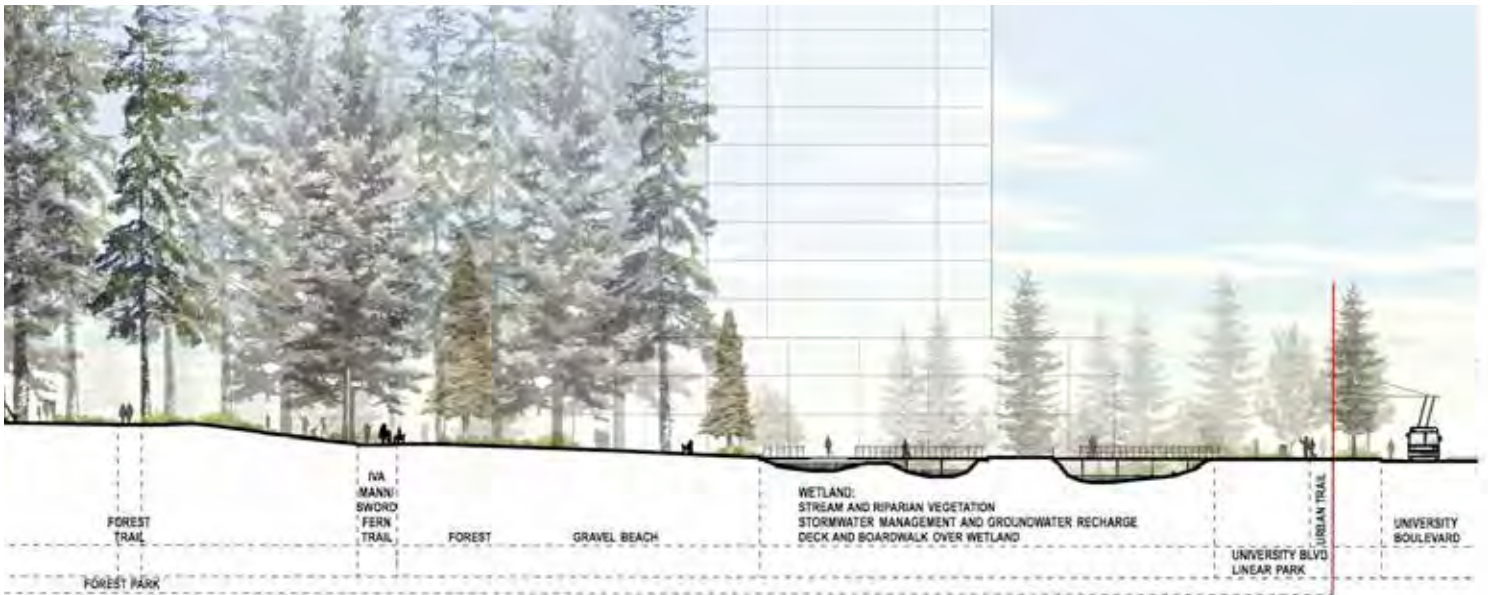 FOREST
TRAIL
IVA
MANN/
SWORD
FERN
TRAIL
FOREST
GRAVEL BEACH
WETLAND:
STREAM AND RIPARIAN VEGETATION
STORMWATER MANAGEMENT AND GROUNDWATER RECHARGE
DECK AND BOARDWALK OVER WETLAND
UNIVERSITY BLVD
LINEAR PARK
URBAN TRAIL
UNIVERSITY
BOULEVARD
FOREST PARK